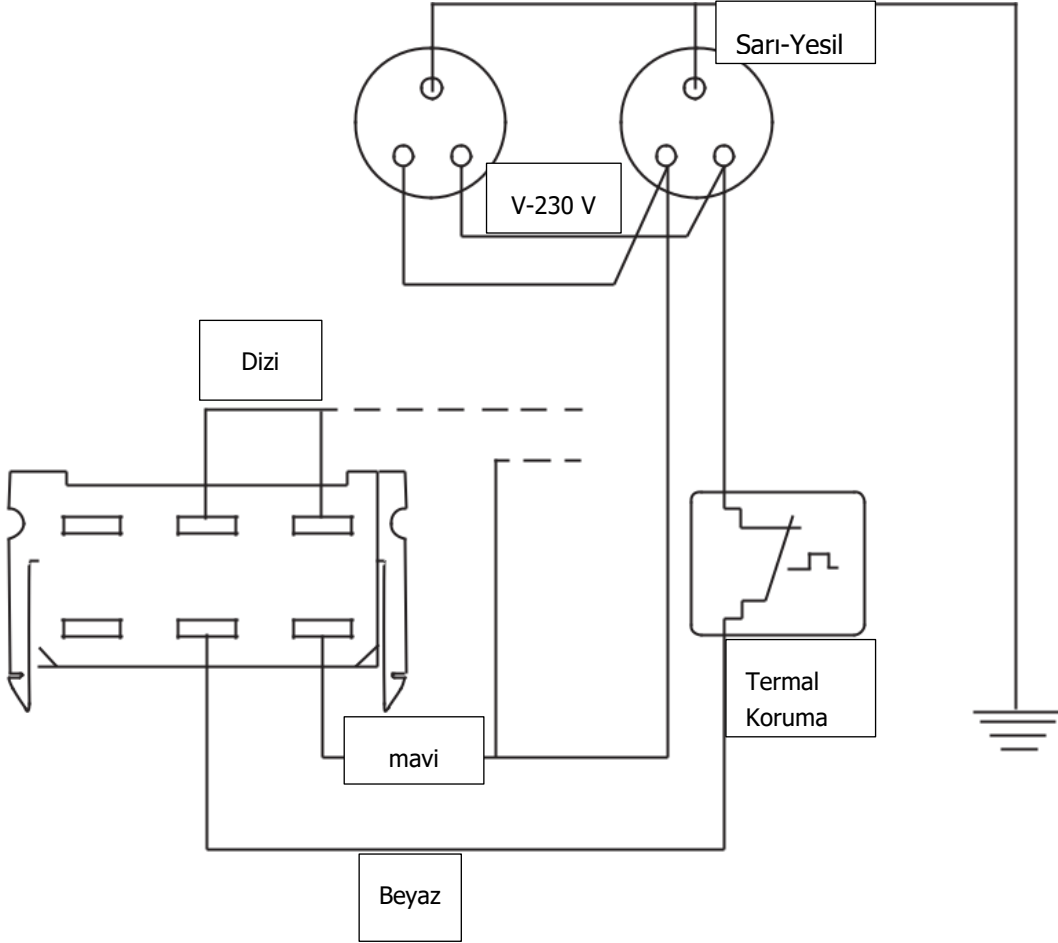 Sarı-Yesil
V-230 V
Dizi
Termal
Koruma
mavi
Beyaz